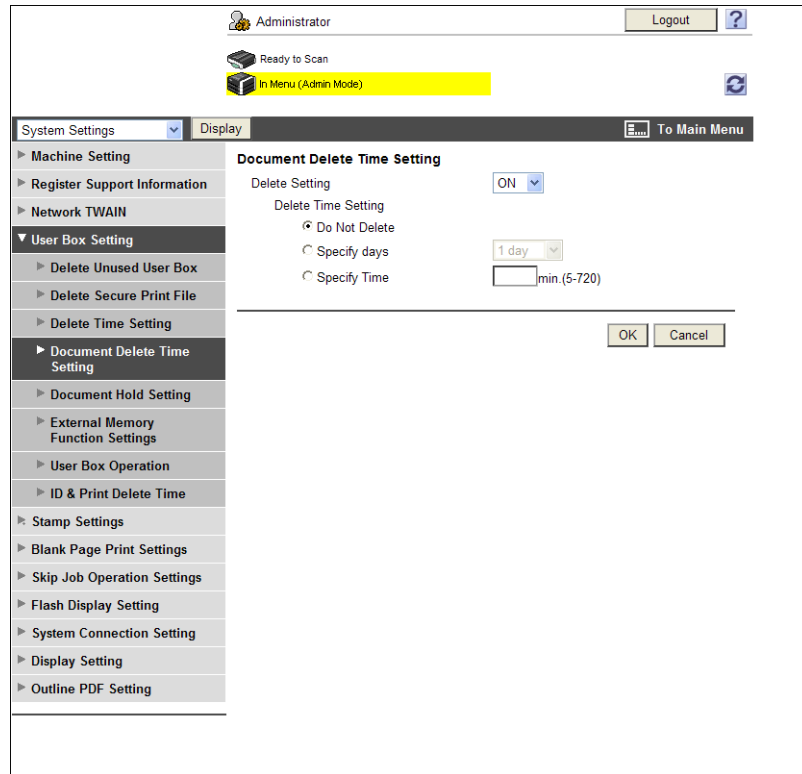 Administrator
Logout
?
Ready to Scan
In Menu (Admin Mode)
System Settings
Display
To Main Menu
Machine Setting
Register Support Information
Network TWAIN
User Box Setting
Delete Unused User Box
Delete Secure Print File
Delete Time Setting
Document Delete Time
Setting
Document Hold Setting
External Memory
Function Settings
User Box Operation
ID & Print Delete Time
Stamp Settings
Blank Page Print Settings
Skip Job Operation Settings
Flash Display Setting
System Connection Setting
Display Setting
Outline PDF Setting
Document Delete Time Setting
Delete Setting
ON
Delete Time Setting
Do Not Delete
Specify days
1 day
Specify Time
min.(5-720)
OK
Cancel